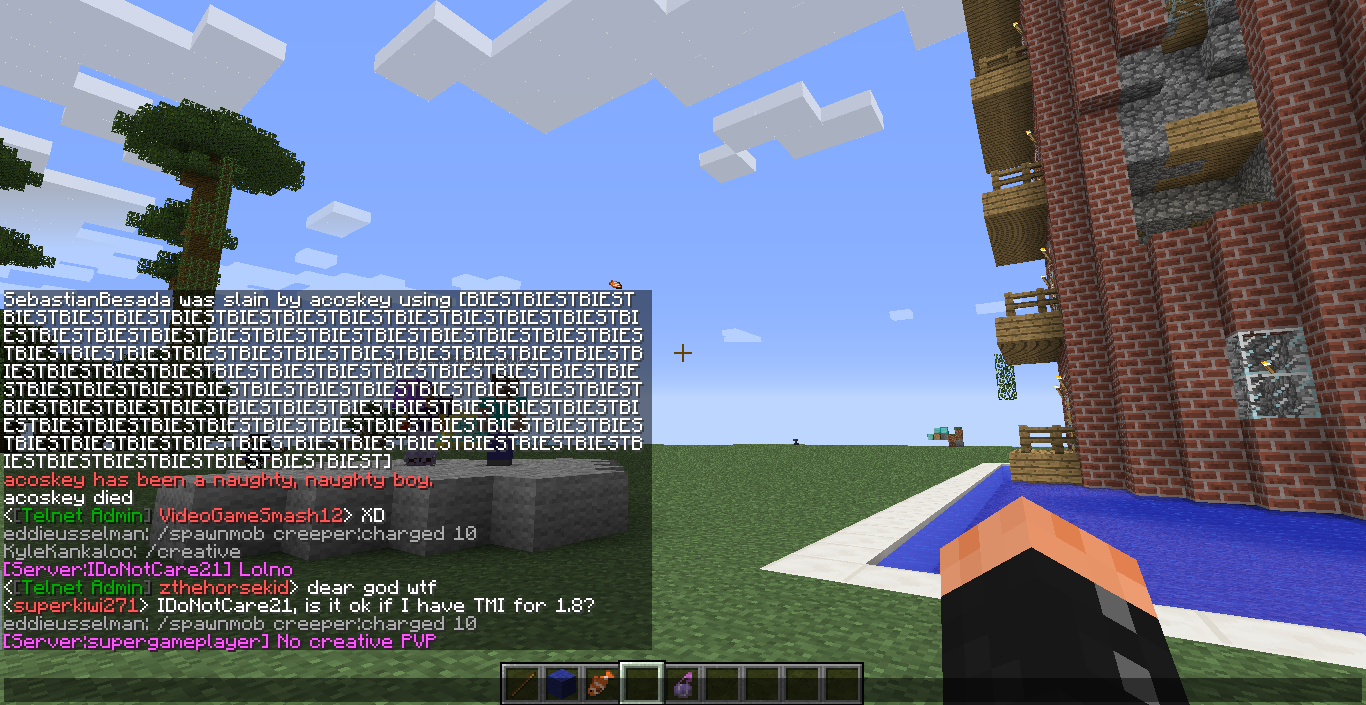 SebastianBesada was slain by acoskey using [BIESTBIESTBIEST
BIESTBIESTBIESTBIESTBIESTBIESTBIESTBIESTBIESTBIESTBIESTBI
ESTBIESTBIESTBIESTBIESTBIESTBIESTBIESTBIESTBIESTBIESTBIES
TBIESTBIESTBIESTBIESTBIESTBIESTBIESTBIESTBIESTBIESTBIESTB
IESTBIESTBIESTBIESTBIESTBIESTBIESTBIESTBIESTBIESTBIESTBIE
STBIESTBIESTBIESTBIESTBIESTBIESTBIESTBIESTBIESTBIESTBIEST
BIESTBIESTBIESTBIESTBIESTBIESTBIESTBIESTBIESTBIESTBIESTBI
ESTBIESTBIESTBIESTBIESTBIESTBIESTBIESTBIESTBIESTBIESTBIES
TBIESTBIESTBIESTBIESTBIESTBIESTBIESTBIESTBIESTBIESTBIESTB
IESTBIESTBIESTBIESTBIESTBIESTBIEST]
acoskey has been a naughty, naughty boy.
acoskey died
<[Telnet Admin] VideoGameSmash12> XD
eddieusselman: /spawnmob creeper:charged 10
KyleKankaloo: /creative
[Server:IDoNotCare21] Lolno
<[Telnet Admin] zthehorsekid> dear god wtf
<superkiwi271> IDoNotCare21, is it ok if I have TMI for 1.8?
eddieusselman: /spawnmob creeper:charged 10
[Server:supergameplayer] No creative PVP